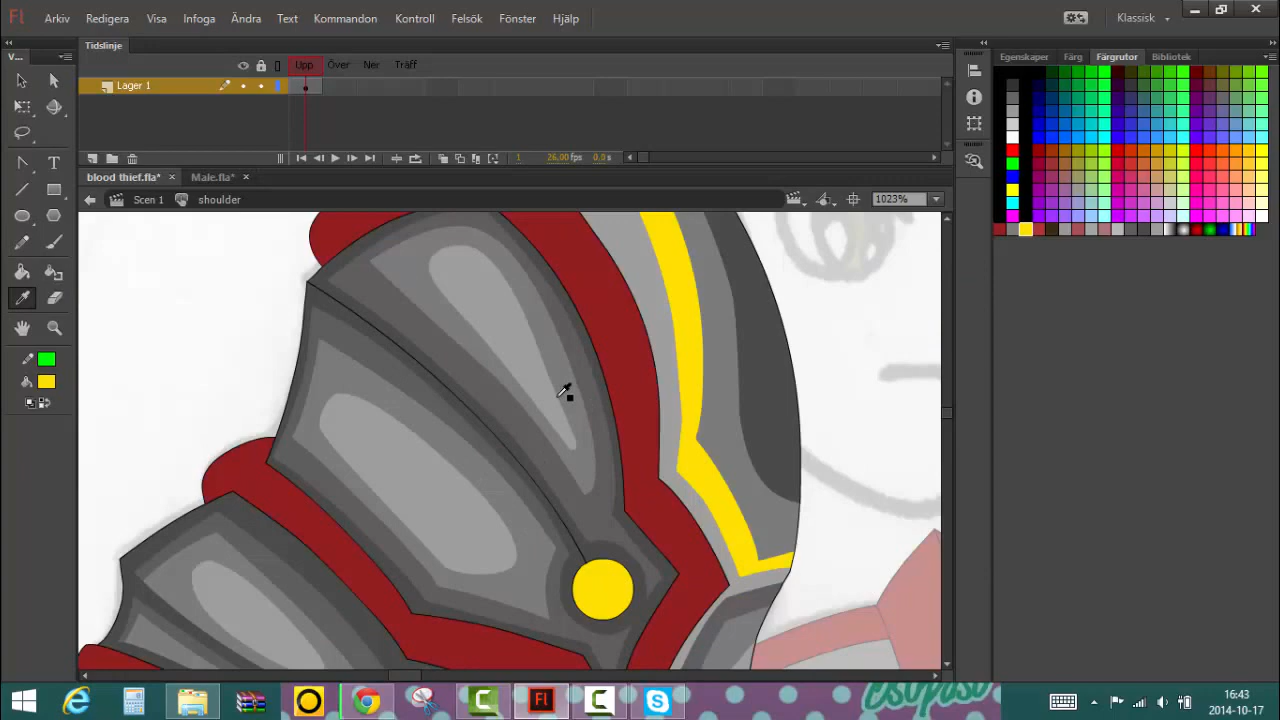 Fl Arkiv Redigera Visa Infoga Ändra Text Kommandon Kontroll Felsök Fönster Hjälp Klassisk
V... Tidslinje Egenskaper Färg Färgrutor Bibliotek
Upp Över Ner Träff
Lager 1
1 26,00 fps 0,0 s
blood thief.fla* × Male.fla* ×
Scen 1 shoulder 1023%
Fl
16:43
2014-10-17